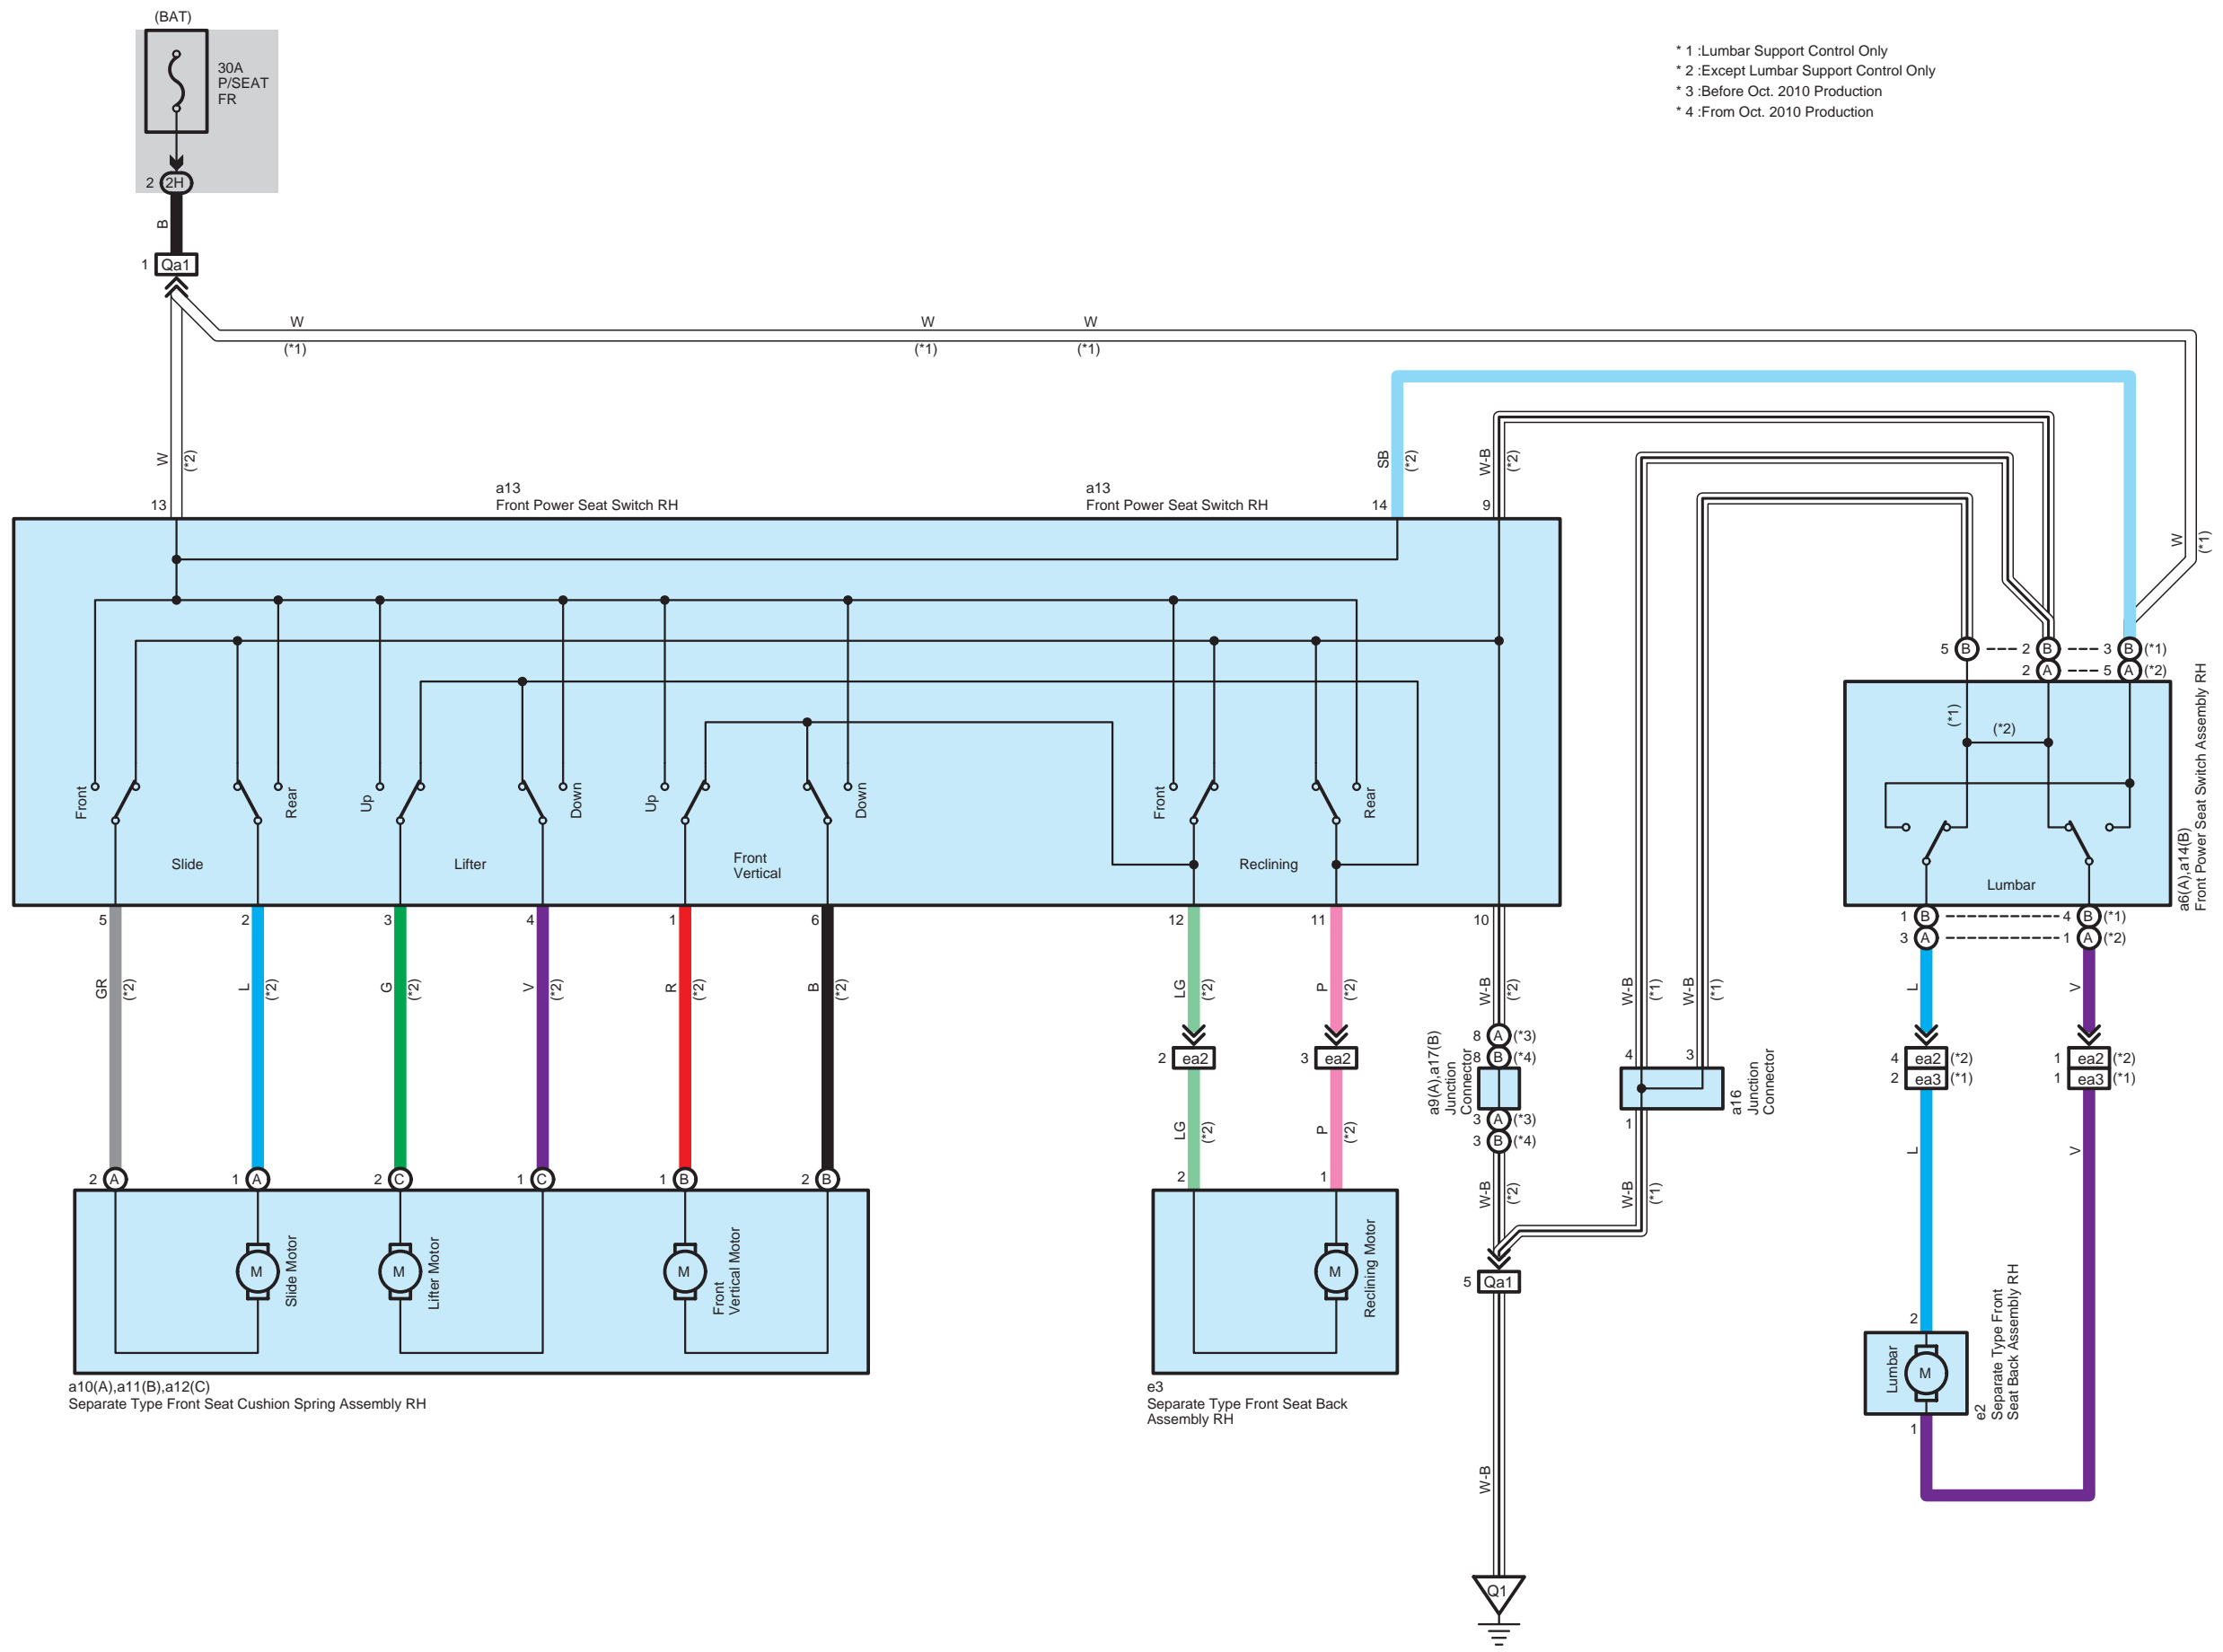 (BAT)
30A
P/SEAT
FR
2 2H
B
1 Qa1
* 1 :Lumbar Support Control Only
* 2 :Except Lumbar Support Control Only
* 3 :Before Oct. 2010 Production
* 4 :From Oct. 2010 Production
W W W
(*1) (*1) (*1)
W (*2)
SB (*2)
W-B (*2)
W (*1)
a13
Front Power Seat Switch RH
a13
Front Power Seat Switch RH
13 14 9
5 B 2 B 3 B (*1)
2 A 5 A (*2)
(*1) (*2)
Front Rear Up Down Up Down Front Rear
Slide Lifter Front
Vertical
Reclining
Lumbar
a6(A),a14(B)
Front Power Seat Switch Assembly RH
5 2 3 4 1 6 12 11 10
1 B 4 B (*1)
3 A 1 A (*2)
GR (*2)
L (*2)
G (*2)
V (*2)
R (*2)
B (*2)
LG (*2)
P (*2)
W-B (*2)
W-B (*1)
W-B (*1)
L
V
2 ea2
3 ea2
8 A (*3)
8 B (*4)
a9(A),a17(B)
Junction
Connector
3 A (*3)
3 B (*4)
4 3
1
a16
Junction
Connector
4 ea2 (*2)
2 ea3 (*1)
1 ea2 (*2)
1 ea3 (*1)
LG (*2)
P (*2)
W-B (*2)
W-B (*1)
L
V
2 A 1 A 2 C 1 C 1 B 2 B
2 1
M Slide Motor
M Lifter Motor
M Front
Vertical Motor
M Reclining Motor
5 Qa1
2
Lumbar M
1
e2
Separate Type Front
Seat Back Assembly RH
a10(A),a11(B),a12(C)
Separate Type Front Seat Cushion Spring Assembly RH
e3
Separate Type Front Seat Back
Assembly RH
W-B
Q1